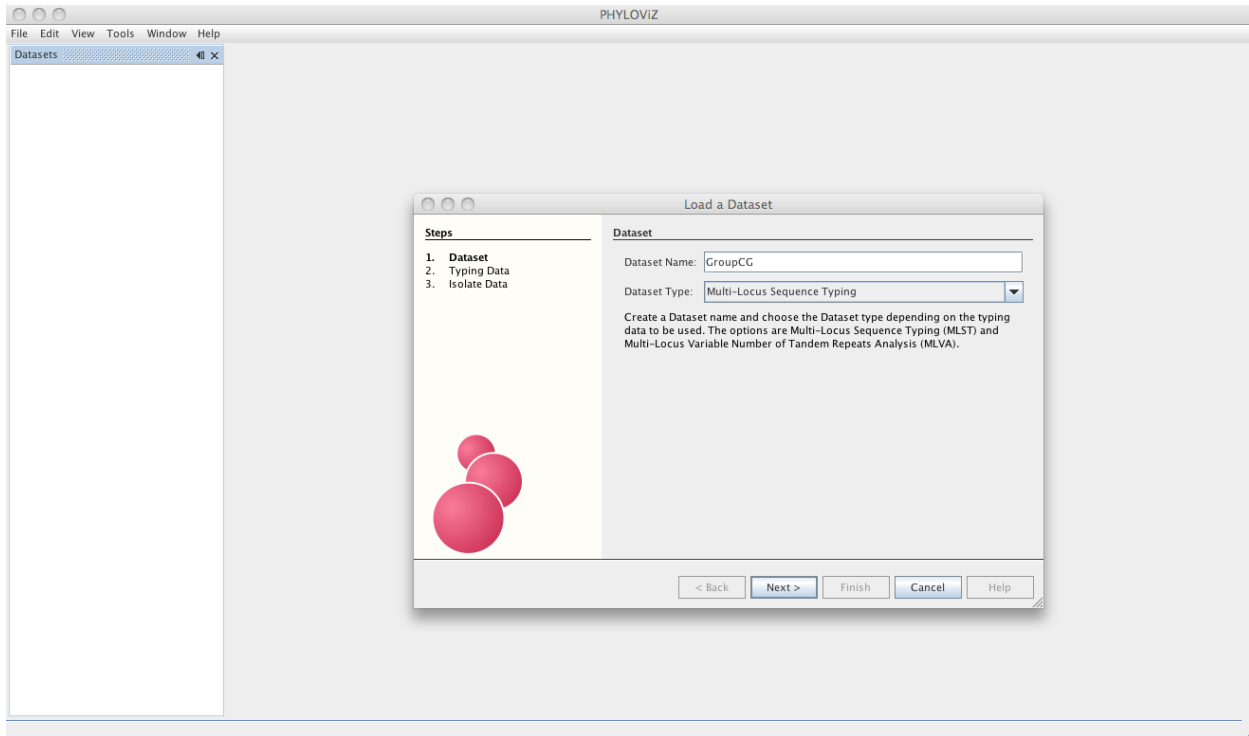 PHYLOViZ
File Edit View Tools Window Help
Datasets
Load a Dataset
Steps
1. Dataset
2. Typing Data
3. Isolate Data
Dataset
Dataset Name: GroupCG
Dataset Type: Multi-Locus Sequence Typing
Create a Dataset name and choose the Dataset type depending on the typing
data to be used. The options are Multi-Locus Sequence Typing (MLST) and
Multi-Locus Variable Number of Tandem Repeats Analysis (MLVA).
< Back Next > Finish Cancel Help